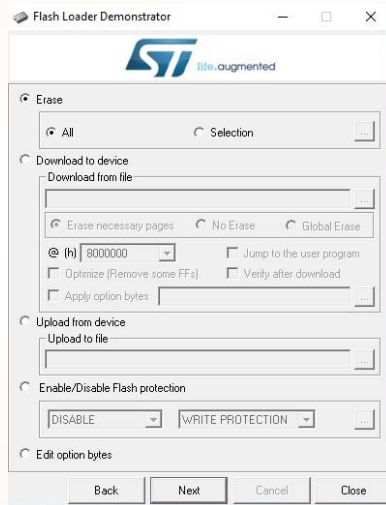 Flash Loader Demonstrator
ST life.augmented
Erase
All Selection ...
Download to device
Download from file
...
Erase necessary pages No Erase Global Erase
@ (h) 8000000 Jump to the user program
Optimize (Remove some FFs) Verify after download
Apply option bytes ...
Upload from device
Upload to file
...
Enable/Disable Flash protection
DISABLE WRITE PROTECTION ...
Edit option bytes
Back Next Cancel Close